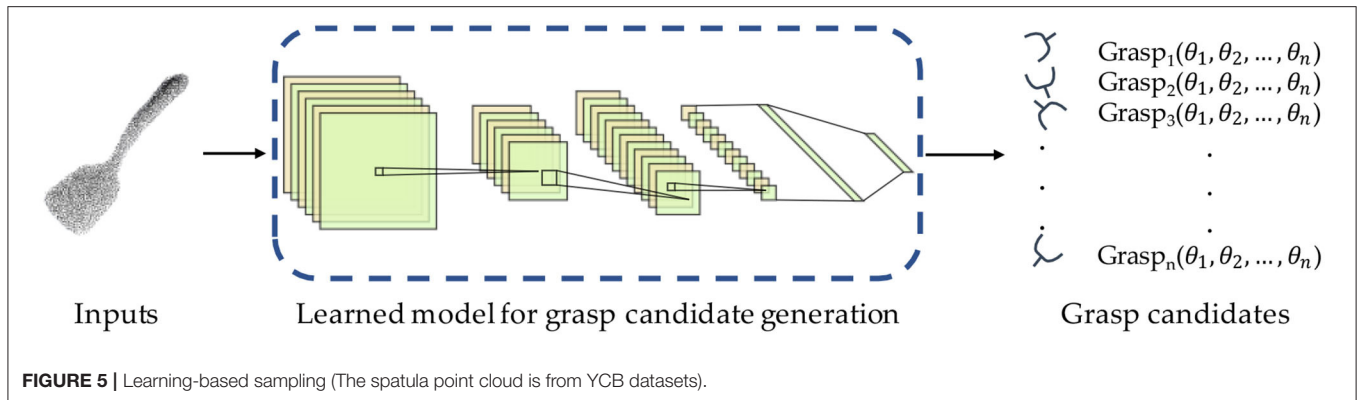 Grasp₁(θ₁, θ₂, ... , θₙ)
Grasp₂(θ₁, θ₂, ... , θₙ)
Grasp₃(θ₁, θ₂, ... , θₙ)
Graspₙ(θ₁, θ₂, ... , θₙ)
Inputs
Learned model for grasp candidate generation
Grasp candidates
FIGURE 5 | Learning-based sampling (The spatula point cloud is from YCB datasets).